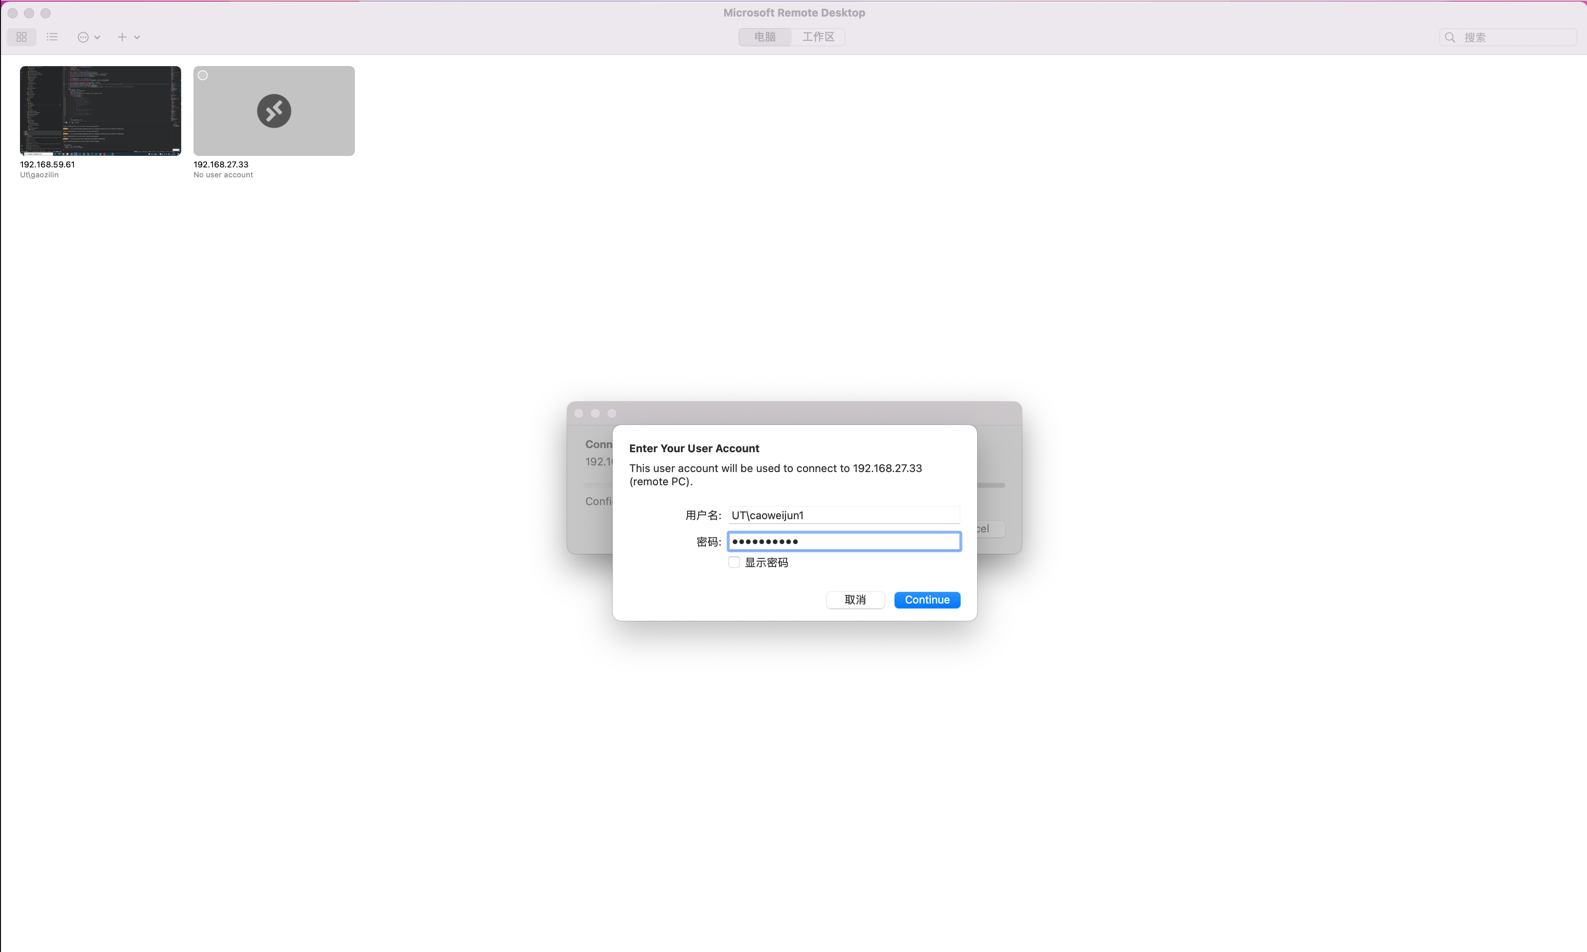 Microsoft Remote Desktop
电脑 工作区
搜索
192.168.59.61
Ut\gaozilin
192.168.27.33
No user account
Conn
192.1
Confi
cel
Enter Your User Account
This user account will be used to connect to 192.168.27.33
(remote PC).
用户名: UT\caoweijun1
密码: ••••••••••
显示密码
取消 Continue